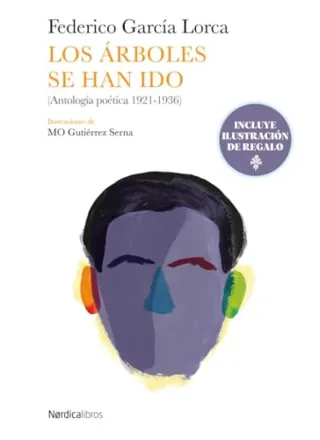 Federico García Lorca
LOS ÁRBOLES
SE HAN IDO
(Antología poética 1921-1936)
Ilustraciones de
MO Gutiérrez Serna
INCLUYE
ILUSTRACIÓN
DE REGALO
Nørdicalibros